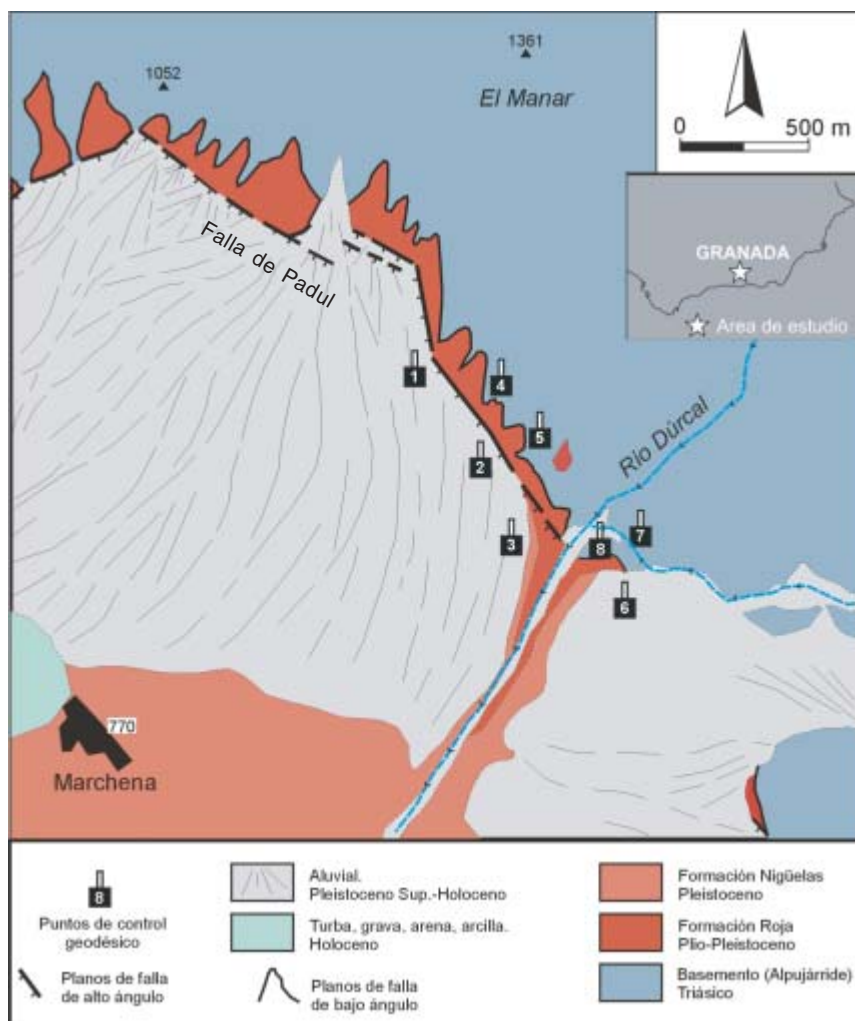 1052
1361
El Manar
0
500 m
GRANADA
Area de estudio
Falla de Padul
1
4
5
2
Río Dúrcal
3
8
7
6
770
Marchena
8
Puntos de control
geodésico
Planos de falla
de alto ángulo
Aluvial.
Pleistoceno Sup.-Holoceno
Turba, grava, arena, arcilla.
Holoceno
Planos de falla
de bajo ángulo
Formación Nigüelas
Pleistoceno
Formación Roja
Plio-Pleistoceno
Basemento (Alpujárride)
Triásico